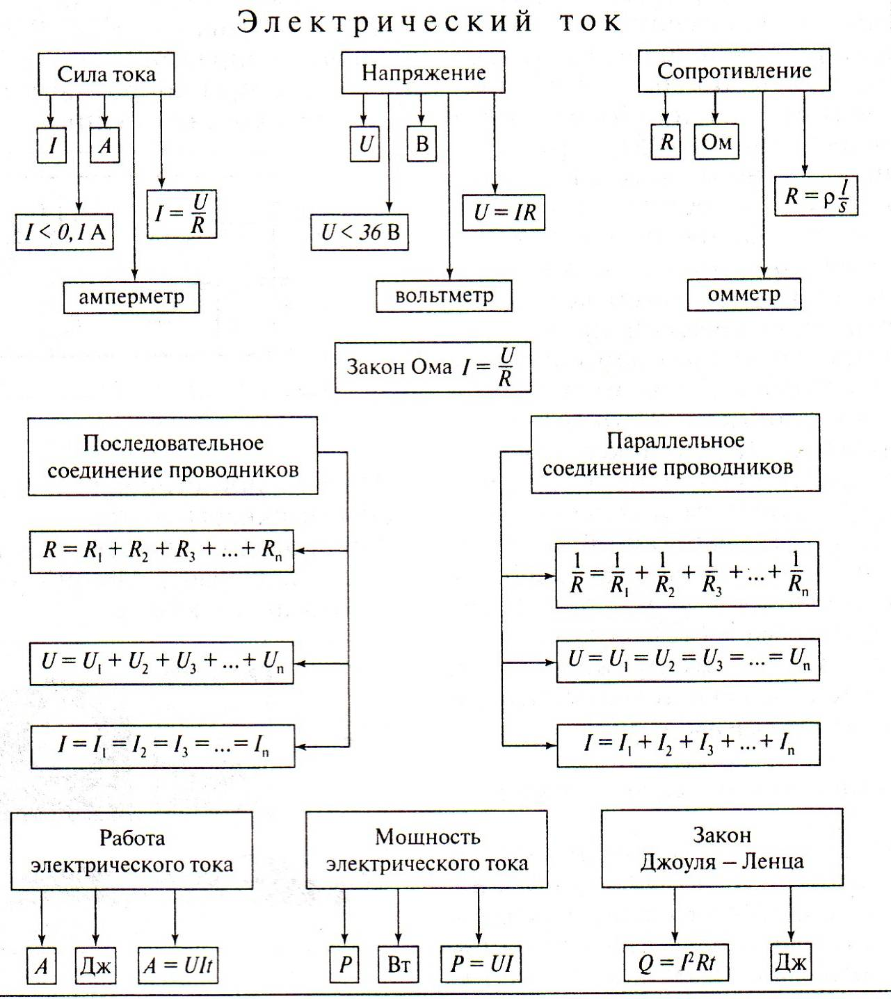 Электрический ток
Сила тока
Напряжение
Сопротивление
I
A
U
В
R
Ом
I < 0,1 А
I = U/R
U < 36 В
U = IR
R = ρ l/s
амперметр
вольтметр
омметр
Закон Ома I = U/R
Последовательное
соединение проводников
Параллельное
соединение проводников
R = R₁ + R₂ + R₃ + ... + Rₙ
1/R = 1/R₁ + 1/R₂ + 1/R₃ + ... + 1/Rₙ
U = U₁ + U₂ + U₃ + ... + Uₙ
U = U₁ = U₂ = U₃ = ... = Uₙ
I = I₁ = I₂ = I₃ = ... = Iₙ
I = I₁ + I₂ + I₃ + ... + Iₙ
Работа
электрического тока
Мощность
электрического тока
Закон
Джоуля – Ленца
A
Дж
A = UIt
P
Вт
P = UI
Q = I²Rt
Дж